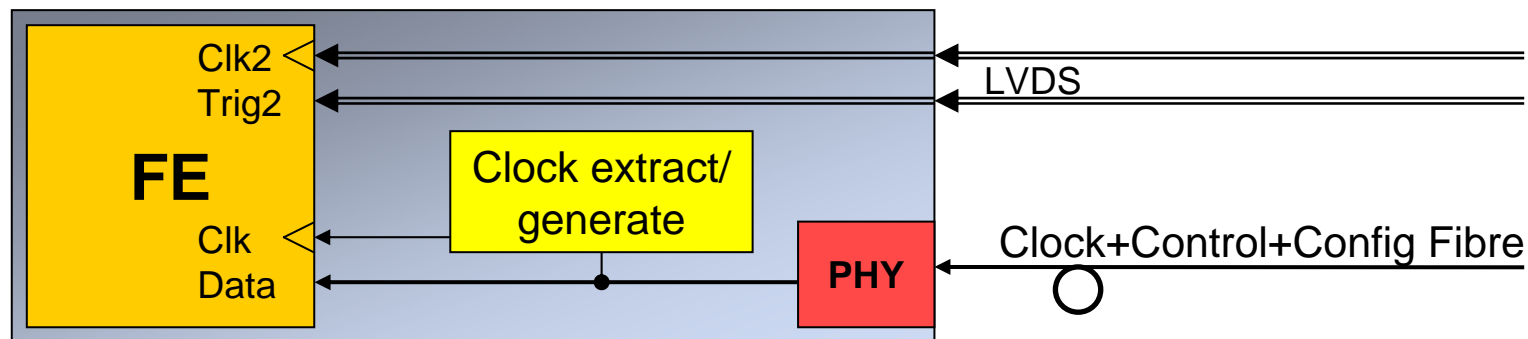 Clk2
Trig2
LVDS
FE
Clock extract/
generate
Clk
Data
PHY
Clock+Control+Config Fibre